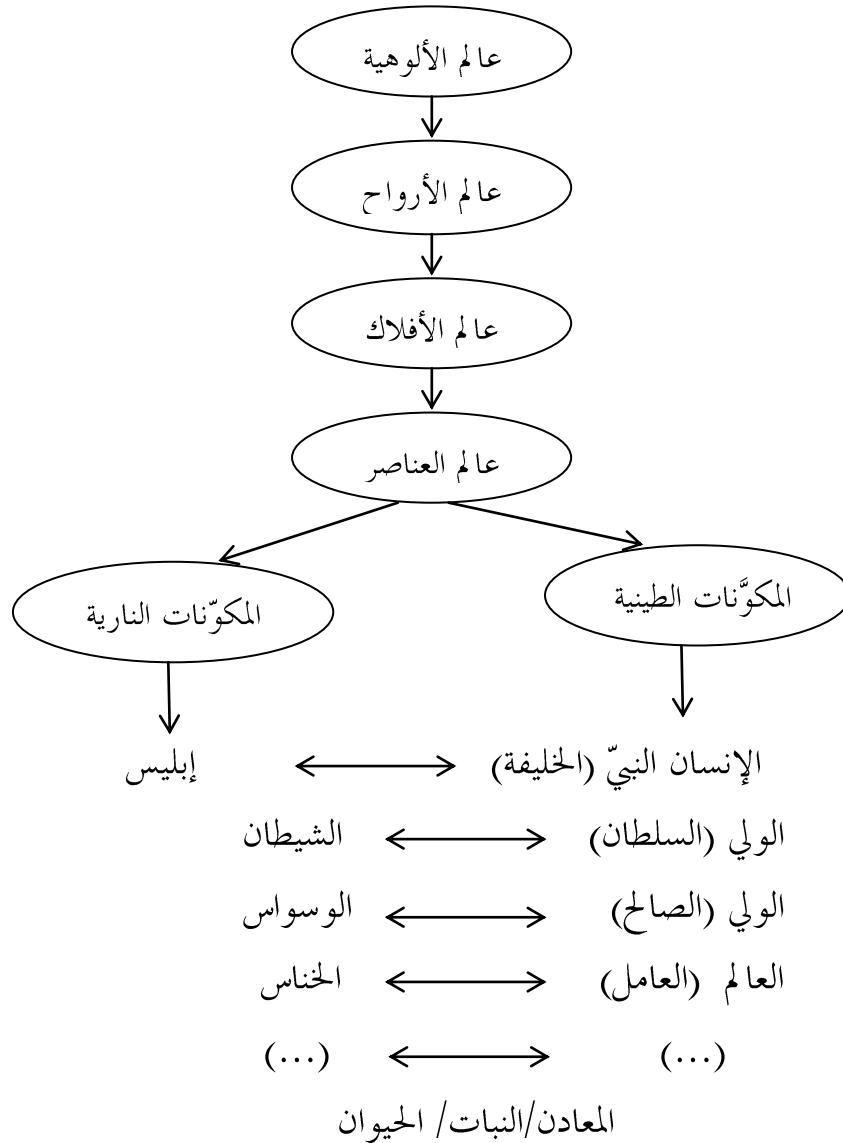 عالم الألوهية
عالم الأرواح
عالم الأفلاك
عالم العناصر
المكوَّنات الطينية
المكوّنات النارية
الإنسان النبيّ (الخليفة) إبليس
الولي (السلطان) الشيطان
الولي (الصالح) الوسواس
العالم (العامل) الخناس
(...) (...)
المعادن/النبات/ الحيوان